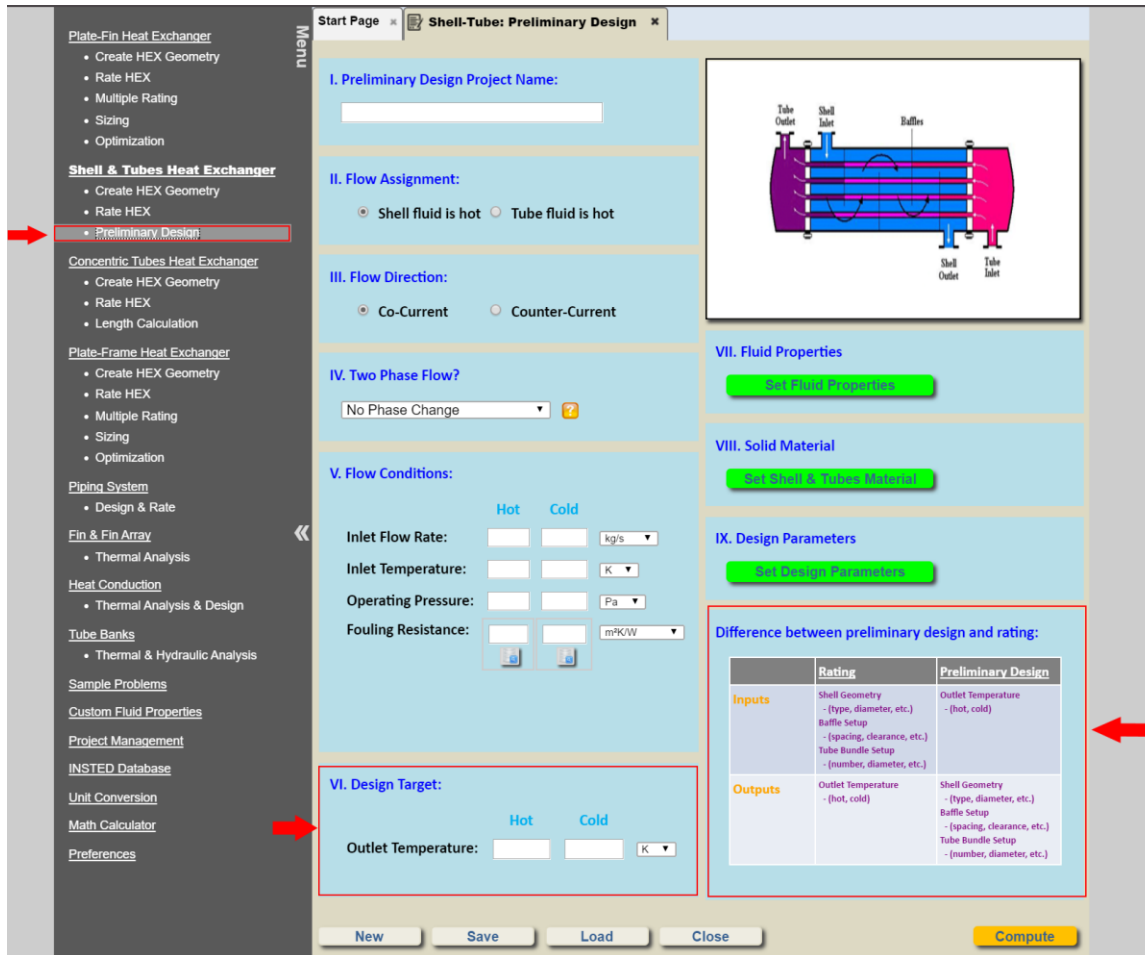 Plate-Fin Heat Exchanger
• Create HEX Geometry
• Rate HEX
• Multiple Rating
• Sizing
• Optimization
Shell & Tubes Heat Exchanger
• Create HEX Geometry
• Rate HEX
• Preliminary Design
Concentric Tubes Heat Exchanger
• Create HEX Geometry
• Rate HEX
• Length Calculation
Plate-Frame Heat Exchanger
• Create HEX Geometry
• Rate HEX
• Multiple Rating
• Sizing
• Optimization
Piping System
• Design & Rate
Fin & Fin Array
• Thermal Analysis
Heat Conduction
• Thermal Analysis & Design
Tube Banks
• Thermal & Hydraulic Analysis
Sample Problems
Custom Fluid Properties
Project Management
INSTED Database
Unit Conversion
Math Calculator
Preferences
Menu
«
Start Page × Shell-Tube: Preliminary Design ×
I. Preliminary Design Project Name:
II. Flow Assignment:
Shell fluid is hot Tube fluid is hot
III. Flow Direction:
Co-Current Counter-Current
IV. Two Phase Flow?
No Phase Change ?
V. Flow Conditions:
Hot Cold
Inlet Flow Rate: kg/s
Inlet Temperature: K
Operating Pressure: Pa
Fouling Resistance: m²K/W
VI. Design Target:
Hot Cold
Outlet Temperature: K
Tube Outlet
Shell Inlet
Baffles
Shell Outlet
Tube Inlet
VII. Fluid Properties
Set Fluid Properties
VIII. Solid Material
Set Shell & Tubes Material
IX. Design Parameters
Set Design Parameters
Difference between preliminary design and rating:
Rating Preliminary Design
Inputs
Shell Geometry
- (type, diameter, etc.)
Baffle Setup
- (spacing, clearance, etc.)
Tube Bundle Setup
- (number, diameter, etc.)
Outlet Temperature
- (hot, cold)
Outputs
Outlet Temperature
- (hot, cold)
Shell Geometry
- (type, diameter, etc.)
Baffle Setup
- (spacing, clearance, etc.)
Tube Bundle Setup
- (number, diameter, etc.)
New Save Load Close Compute